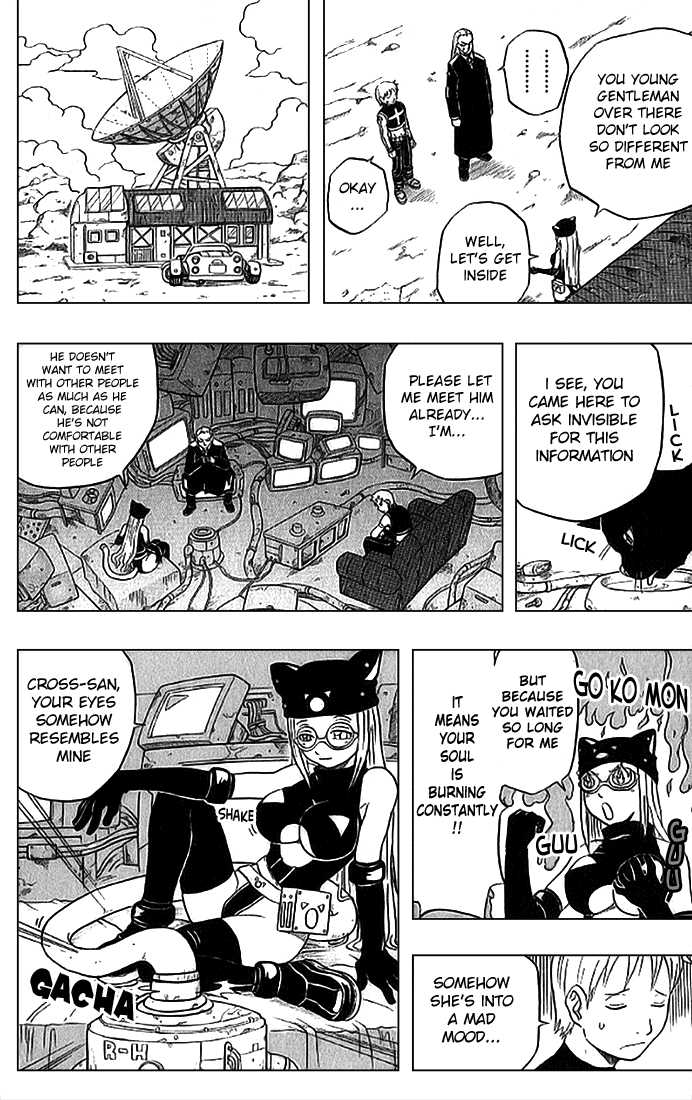 YOU YOUNG
GENTLEMAN
OVER THERE
DON'T LOOK
SO DIFFERENT
FROM ME
.........
WELL,
LET'S GET
INSIDE
OKAY
...
I SEE, YOU
CAME HERE TO
ASK INVISIBLE
FOR THIS
INFORMATION
LICK
LICK
PLEASE LET
ME MEET HIM
ALREADY...
I'M...
HE DOESN'T
WANT TO MEET
WITH OTHER PEOPLE
AS MUCH AS HE
CAN, BECAUSE
HE'S NOT
COMFORTABLE
WITH OTHER
PEOPLE
GO KO MON
BUT
BECAUSE
YOU WAITED
SO LONG
FOR ME
IT
MEANS
YOUR
SOUL
IS
BURNING
CONSTANTLY
!!
GUU
GUU
SOMEHOW
SHE'S INTO
A MAD
MOOD...
CROSS-SAN,
YOUR EYES
SOMEHOW
RESEMBLES
MINE
SHAKE
GACHA
R-H